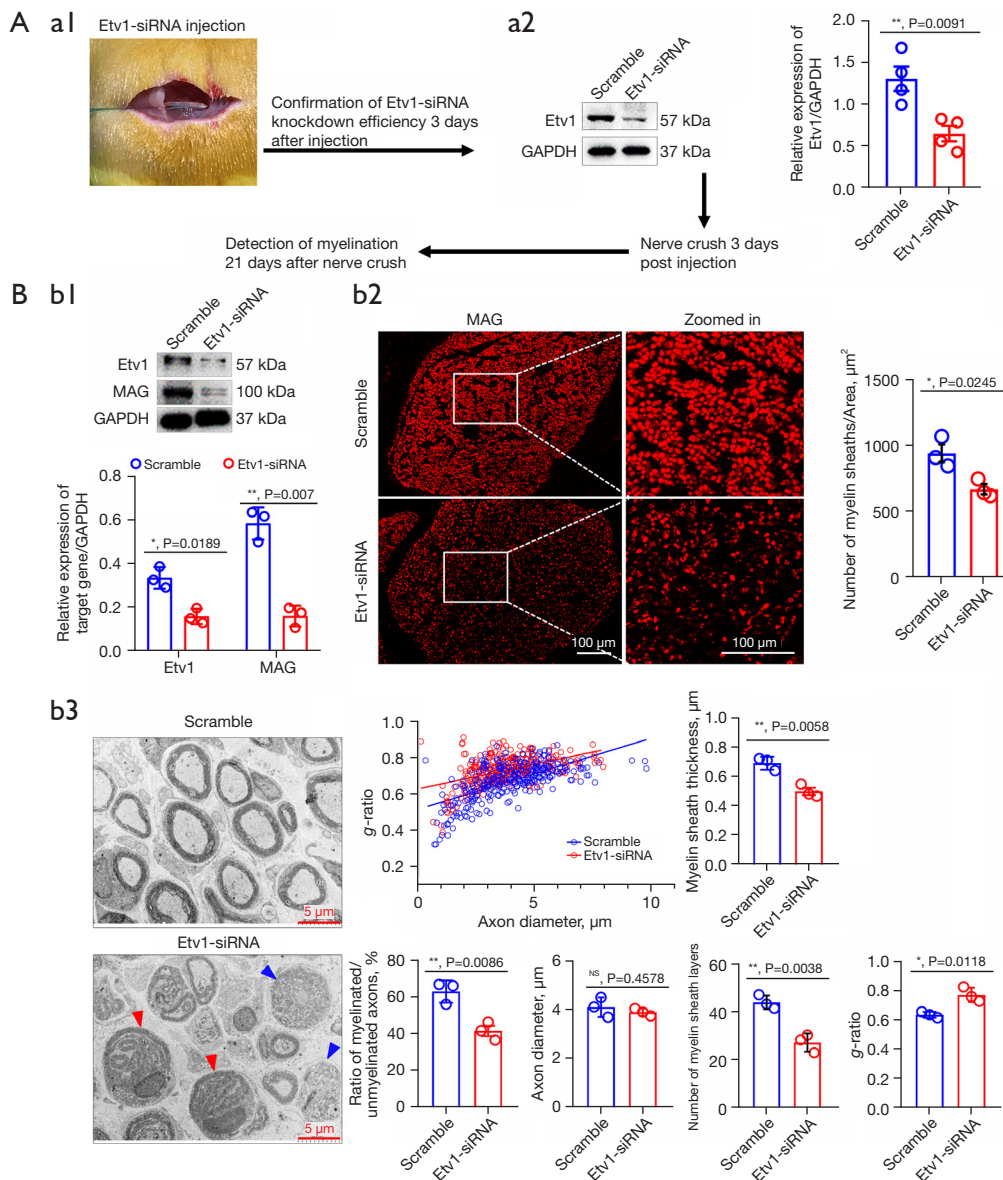 A a1
Etv1-siRNA injection
Confirmation of Etv1-siRNA
knockdown efficiency 3 days
after injection
a2
Scramble
Etv1-siRNA
Etv1
57 kDa
GAPDH
37 kDa
Relative expression of
Etv1/GAPDH
**, P=0.0091
2.0
1.5
1.0
0.5
0.0
Scramble
Etv1-siRNA
Detection of myelination
21 days after nerve crush
Nerve crush 3 days
post injection
B b1
Scramble
Etv1-siRNA
Etv1
57 kDa
MAG
100 kDa
GAPDH
37 kDa
Scramble
Etv1-siRNA
Relative expression of
target gene/GAPDH
0.8
0.6
0.4
0.2
0.0
*, P=0.0189
**, P=0.007
Etv1
MAG
b2
MAG
Zoomed in
Scramble
Etv1-siRNA
100 µm
100 µm
Number of myelin sheaths/Area, µm²
*, P=0.0245
1500
1000
500
0
Scramble
Etv1-siRNA
b3
Scramble
5 µm
Etv1-siRNA
5 µm
g-ratio
1.0
0.8
0.6
0.4
0.2
0
5
10
Axon diameter, µm
Scramble
Etv1-siRNA
Myelin sheath thickness, µm
**, P=0.0058
1.0
0.8
0.6
0.4
0.2
0.0
Scramble
Etv1-siRNA
Ratio of myelinated/
unmyelinated axons, %
**, P=0.0086
80
60
40
20
0
Scramble
Etv1-siRNA
Axon diameter, µm
NS, P=0.4578
6
4
2
0
Scramble
Etv1-siRNA
Number of myelin sheath layers
**, P=0.0038
60
40
20
0
Scramble
Etv1-siRNA
g-ratio
*, P=0.0118
1.0
0.8
0.6
0.4
0.2
0.0
Scramble
Etv1-siRNA